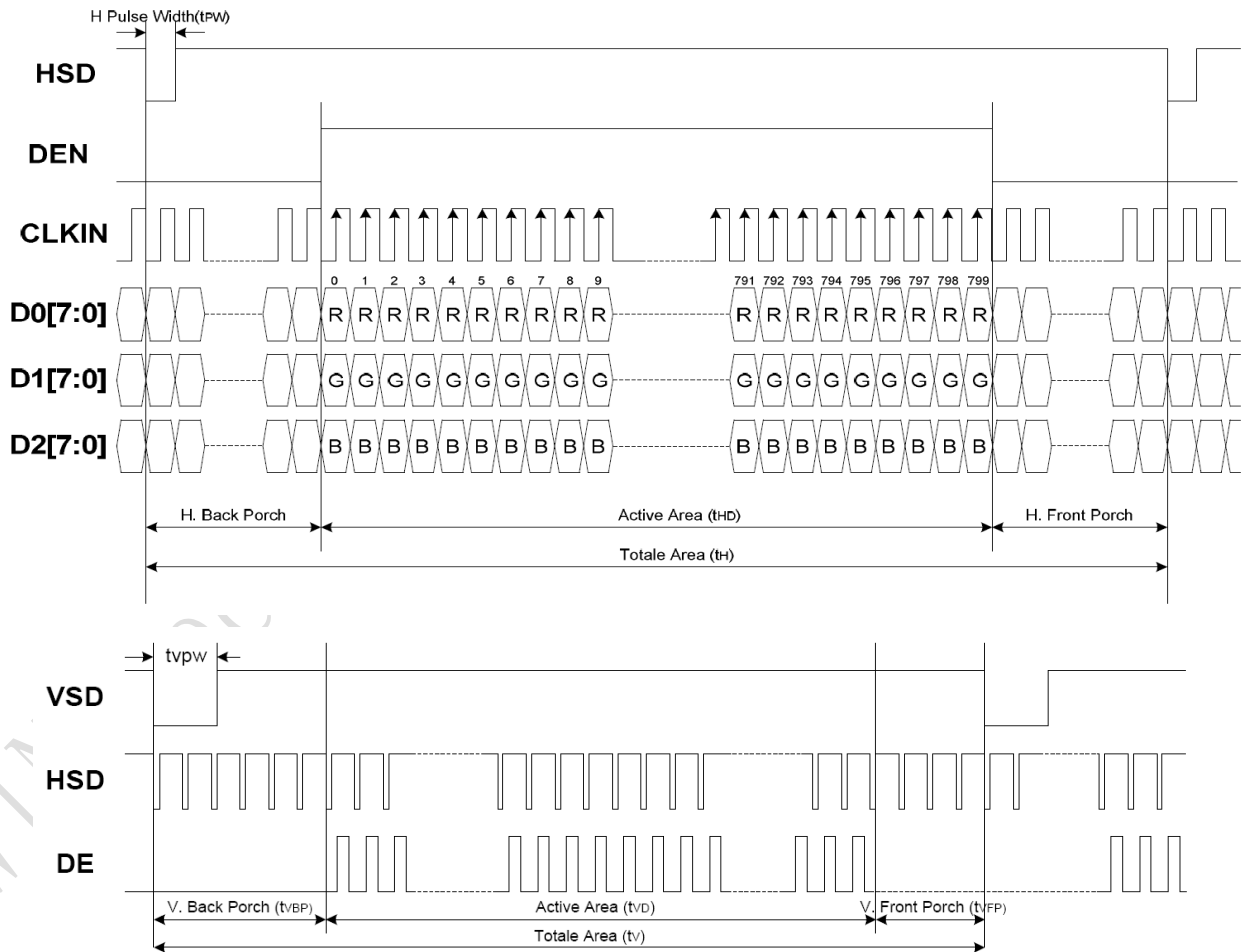 H Pulse Width(tPW)
HSD
DEN
CLKIN
0 1 2 3 4 5 6 7 8 9 791 792 793 794 795 796 797 798 799
D0[7:0] R R R R R R R R R R R R R R R R R R R
D1[7:0] G G G G G G G G G G G G G G G G G G G
D2[7:0] B B B B B B B B B B B B B B B B B B B
H. Back Porch Active Area (tHD) H. Front Porch
Totale Area (tH)
tvpw
VSD
HSD
DE
V. Back Porch (tVBP) Active Area (tVD) V. Front Porch (tVFP)
Totale Area (tV)